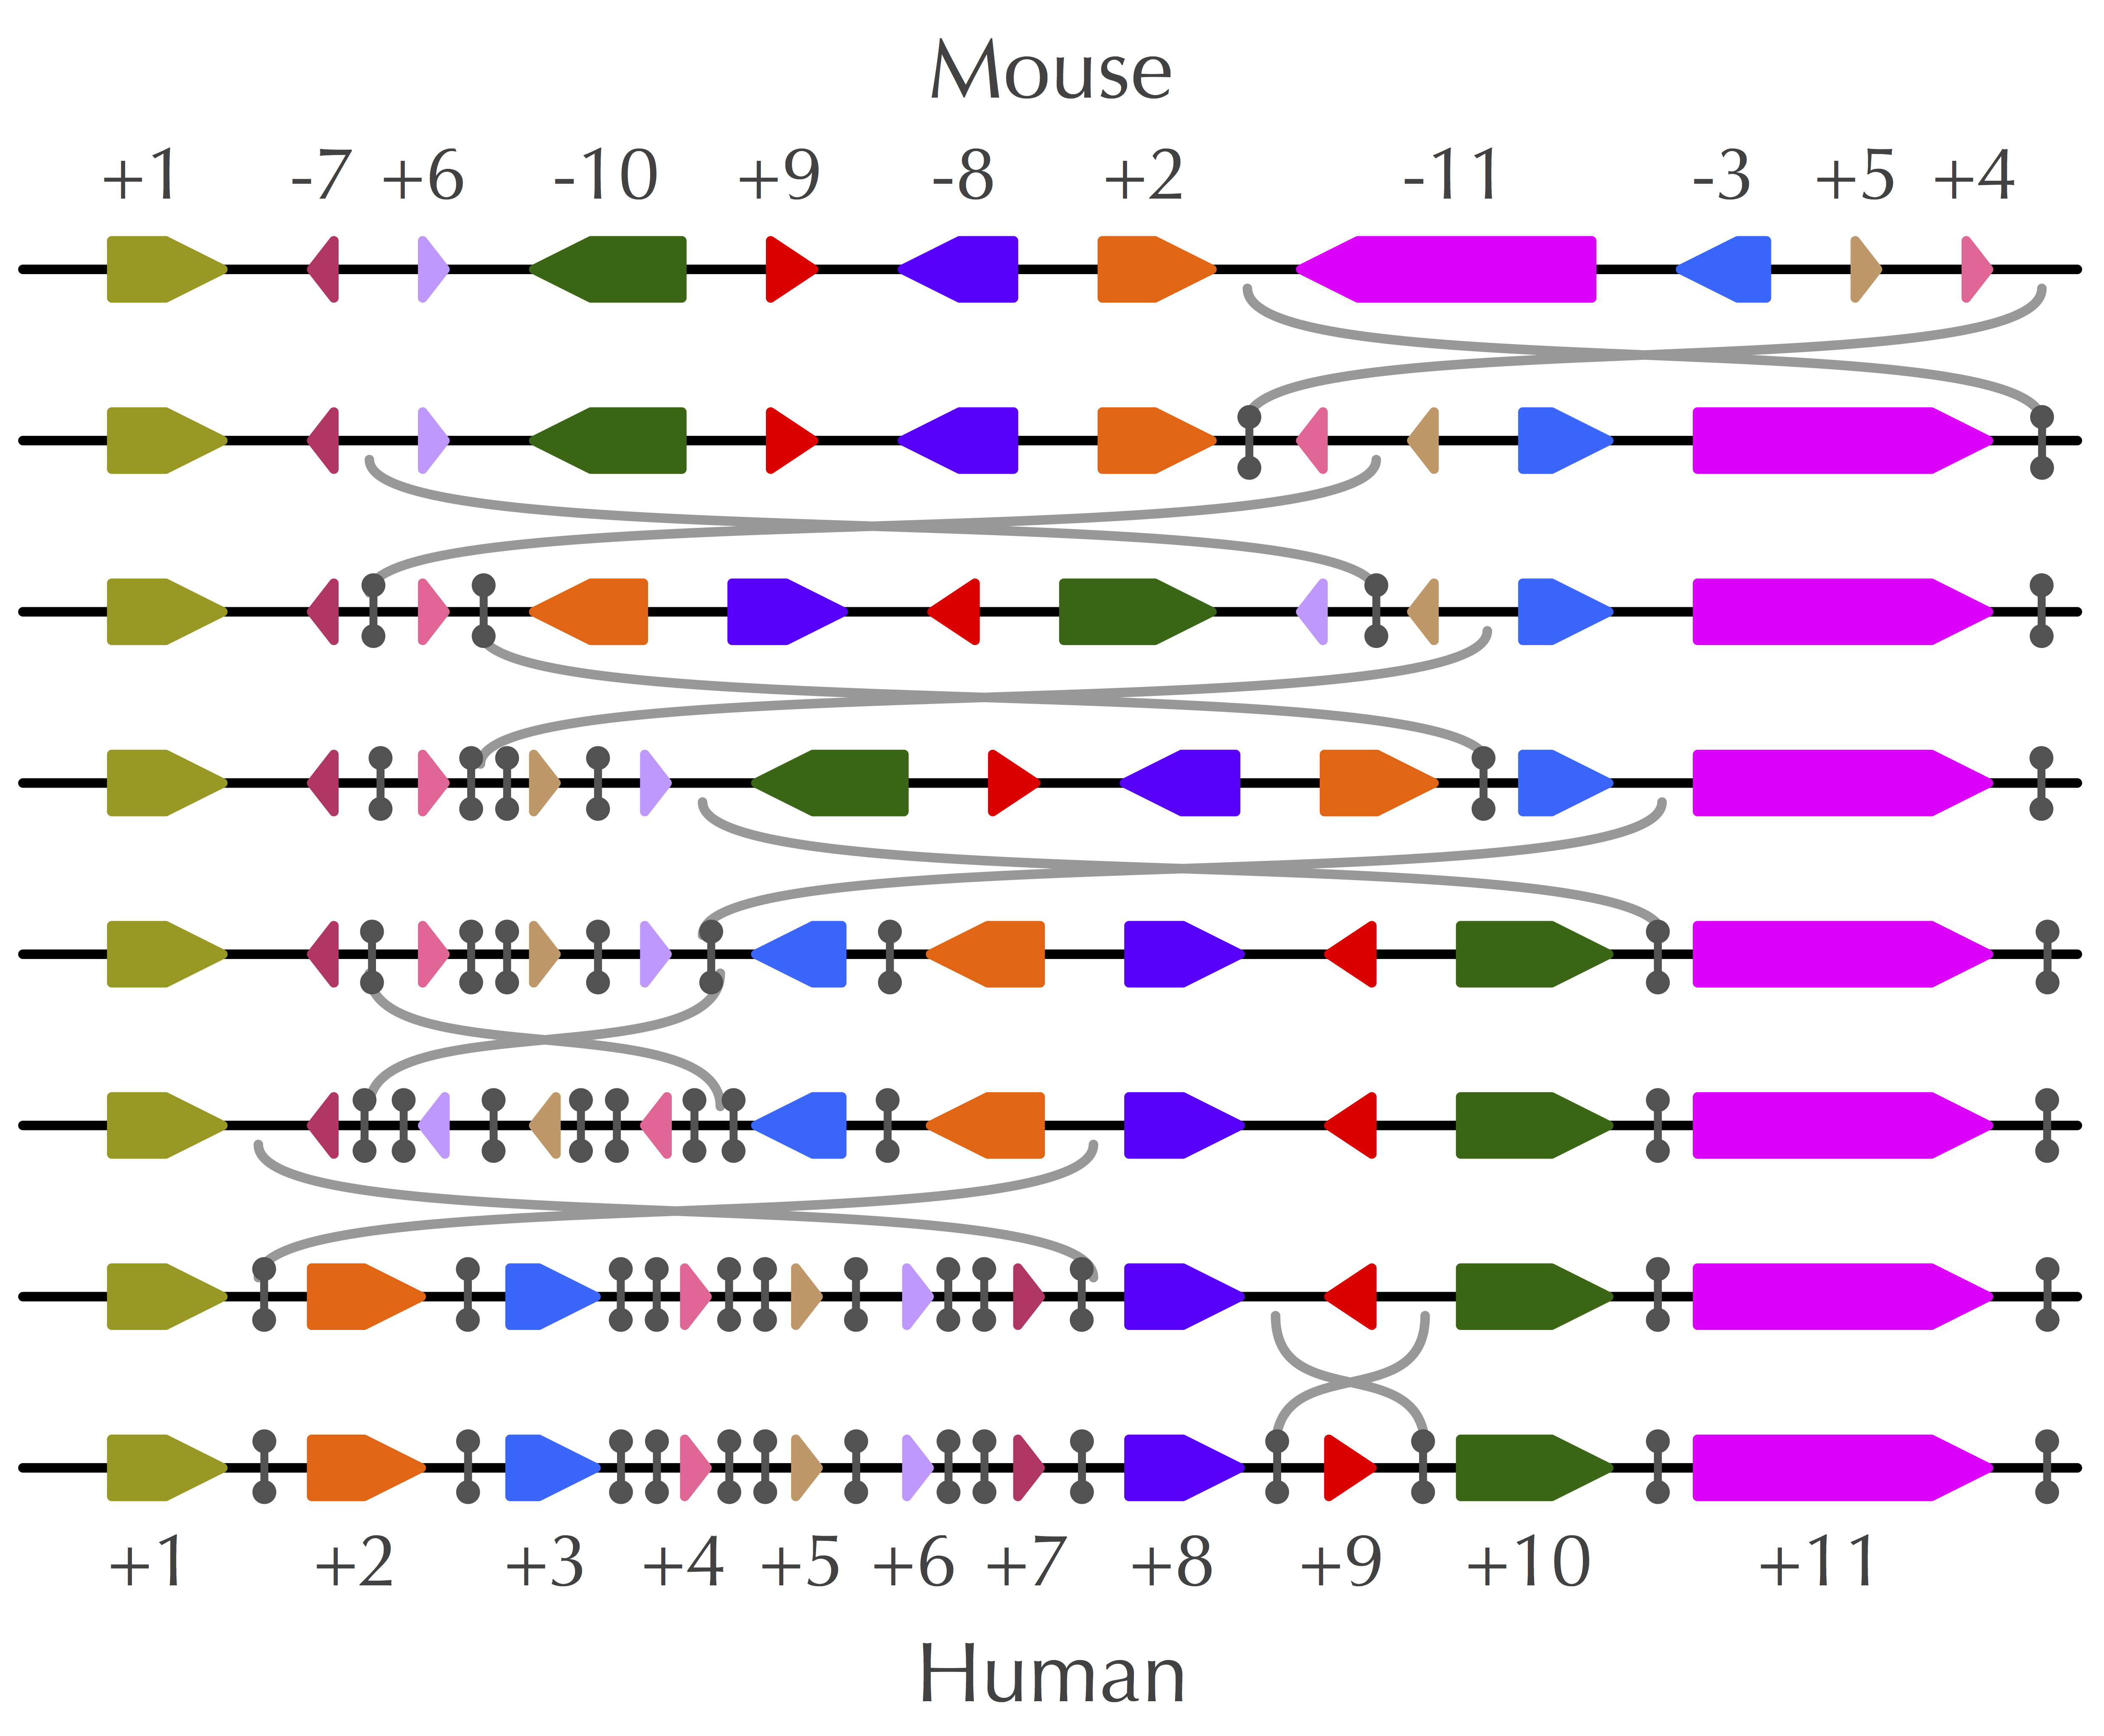 Mouse
+1 -7 +6 -10 +9 -8 +2 -11 -3 +5 +4
+1 +2 +3 +4 +5 +6 +7 +8 +9 +10 +11
Human